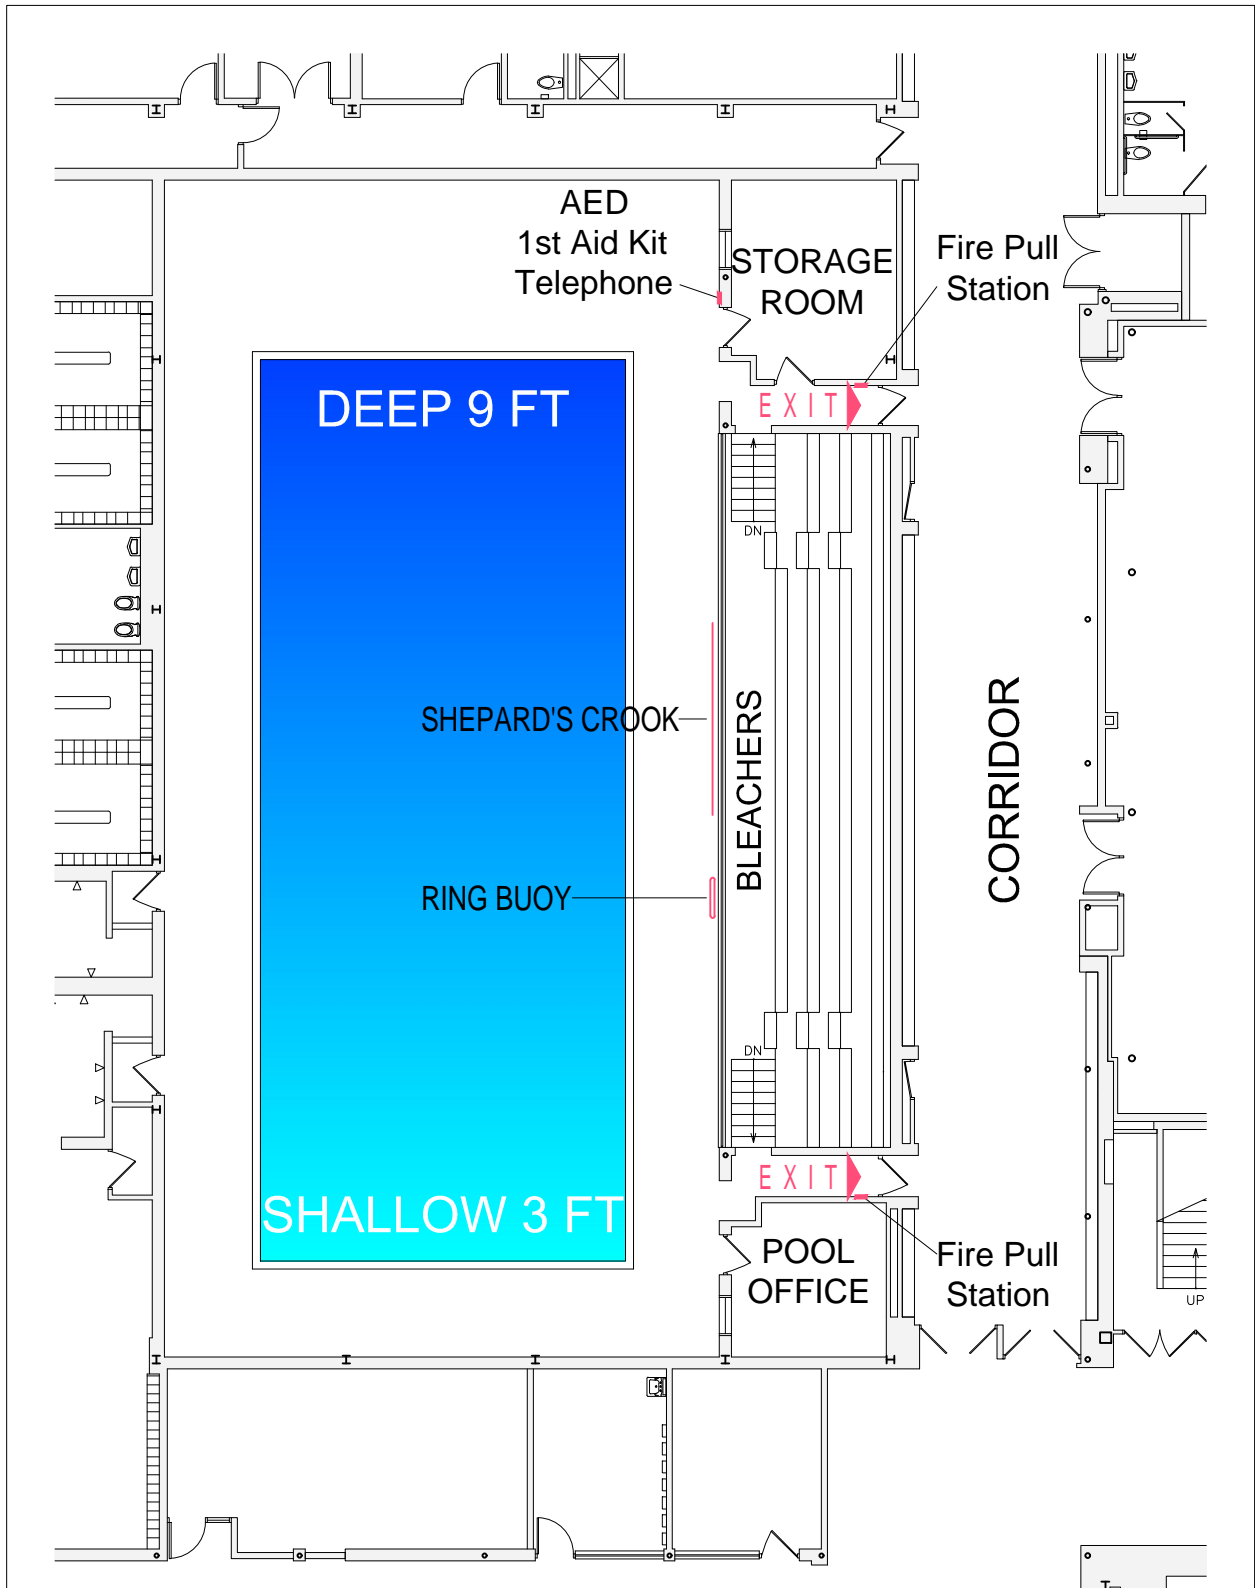 AED
1st Aid Kit
Telephone
STORAGE
ROOM
Fire Pull
Station
DEEP 9 FT
EXIT
DN
SHEPARD'S CROOK
BLEACHERS
CORRIDOR
RING BUOY
DN
EXIT
SHALLOW 3 FT
POOL
OFFICE
Fire Pull
Station
UP